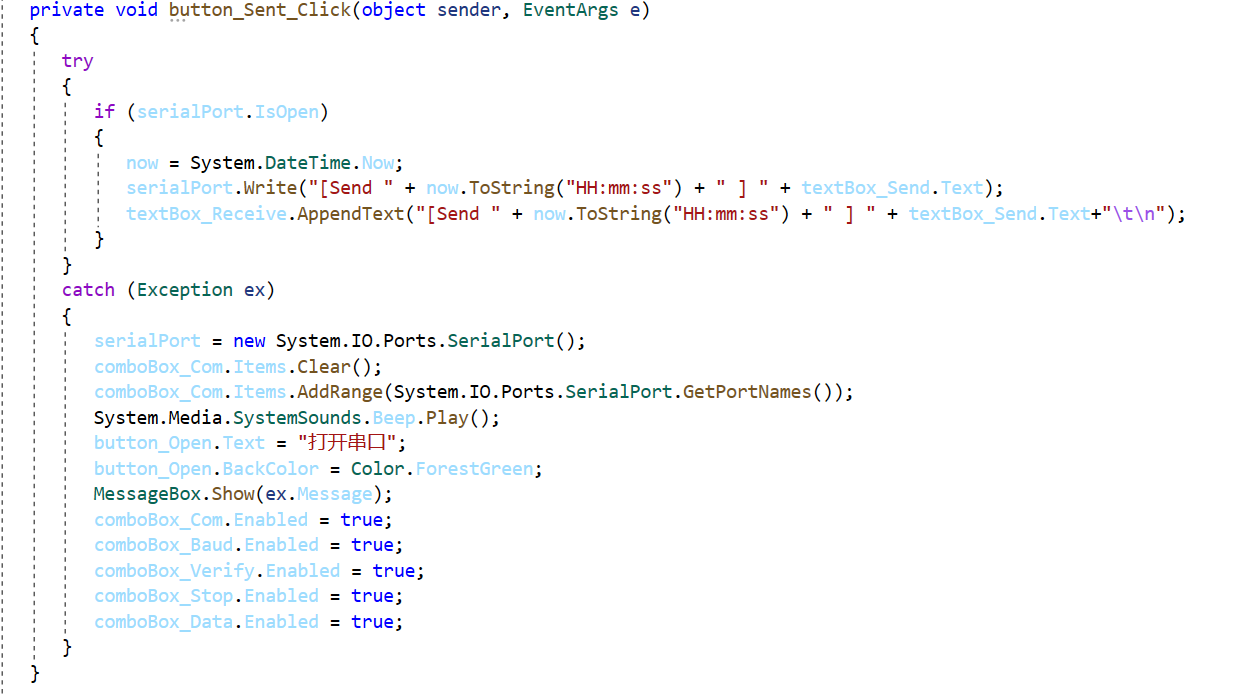 private void button_Sent_Click(object sender, EventArgs e)
{
try
{
if (serialPort.IsOpen)
{
now = System.DateTime.Now;
serialPort.Write("[Send " + now.ToString("HH:mm:ss") + " ] " + textBox_Send.Text);
textBox_Receive.AppendText("[Send " + now.ToString("HH:mm:ss") + " ] " + textBox_Send.Text+"\t\n");
}
}
catch (Exception ex)
{
serialPort = new System.IO.Ports.SerialPort();
comboBox_Com.Items.Clear();
comboBox_Com.Items.AddRange(System.IO.Ports.SerialPort.GetPortNames());
System.Media.SystemSounds.Beep.Play();
button_Open.Text = "打开串口";
button_Open.BackColor = Color.ForestGreen;
MessageBox.Show(ex.Message);
comboBox_Com.Enabled = true;
comboBox_Baud.Enabled = true;
comboBox_Verify.Enabled = true;
comboBox_Stop.Enabled = true;
comboBox_Data.Enabled = true;
}
}